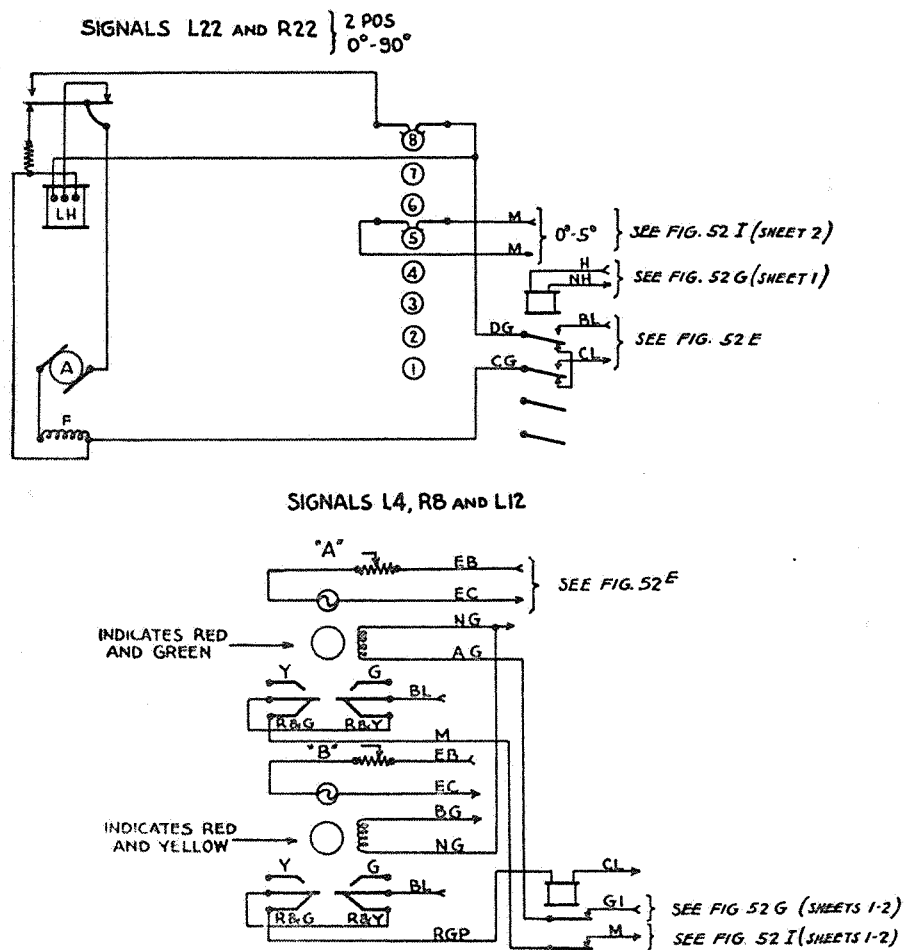 SIGNALS L22 AND R22 } 2 POS
0°-90°
8
7
LH
6
M
5
0°-5°
SEE FIG. 52 I (SHEET 2)
M
4
H
SEE FIG. 52 G (SHEET 1)
NH
3
BL
DG
2
SEE FIG. 52 E
CL
A
1
CG
F
SIGNALS L4, R8 AND L12
"A"
EB
SEE FIG. 52 E
EC
NG
INDICATES RED
AND GREEN
AG
Y
G
BL
R&G
R&Y
M
"B"
EB
EC
BG
INDICATES RED
AND YELLOW
NG
Y
G
CL
BL
GI
SEE FIG 52 G (SHEETS 1-2)
R&G
R&Y
RGP
M
SEE FIG. 52 I (SHEETS 1-2)